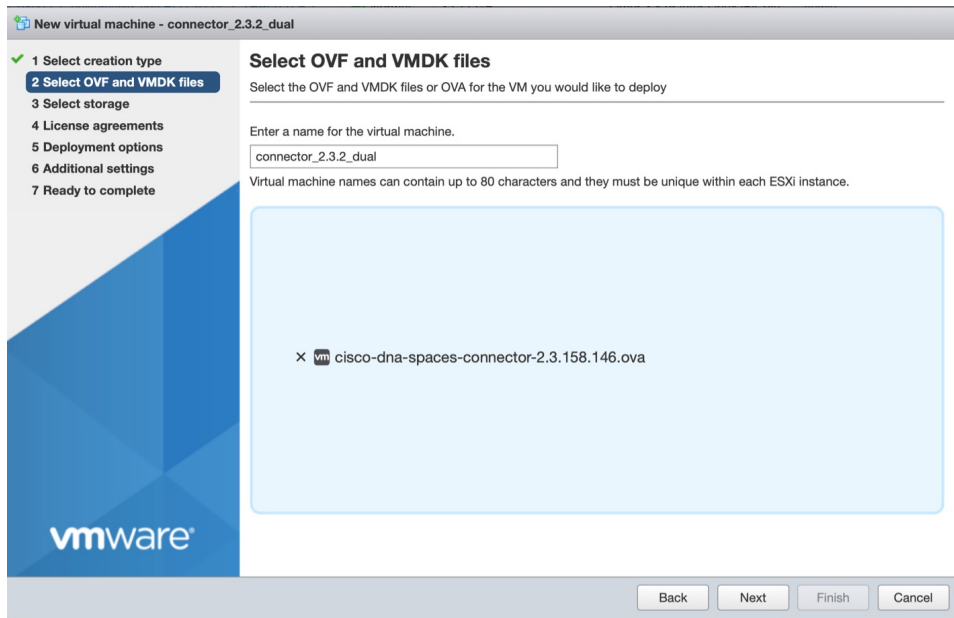 New virtual machine - connector_2.3.2_dual
1 Select creation type
2 Select OVF and VMDK files
3 Select storage
4 License agreements
5 Deployment options
6 Additional settings
7 Ready to complete
Select OVF and VMDK files
Select the OVF and VMDK files or OVA for the VM you would like to deploy
Enter a name for the virtual machine.
connector_2.3.2_dual
Virtual machine names can contain up to 80 characters and they must be unique within each ESXi instance.
vm cisco-dna-spaces-connector-2.3.158.146.ova
vmware®
Back Next Finish Cancel